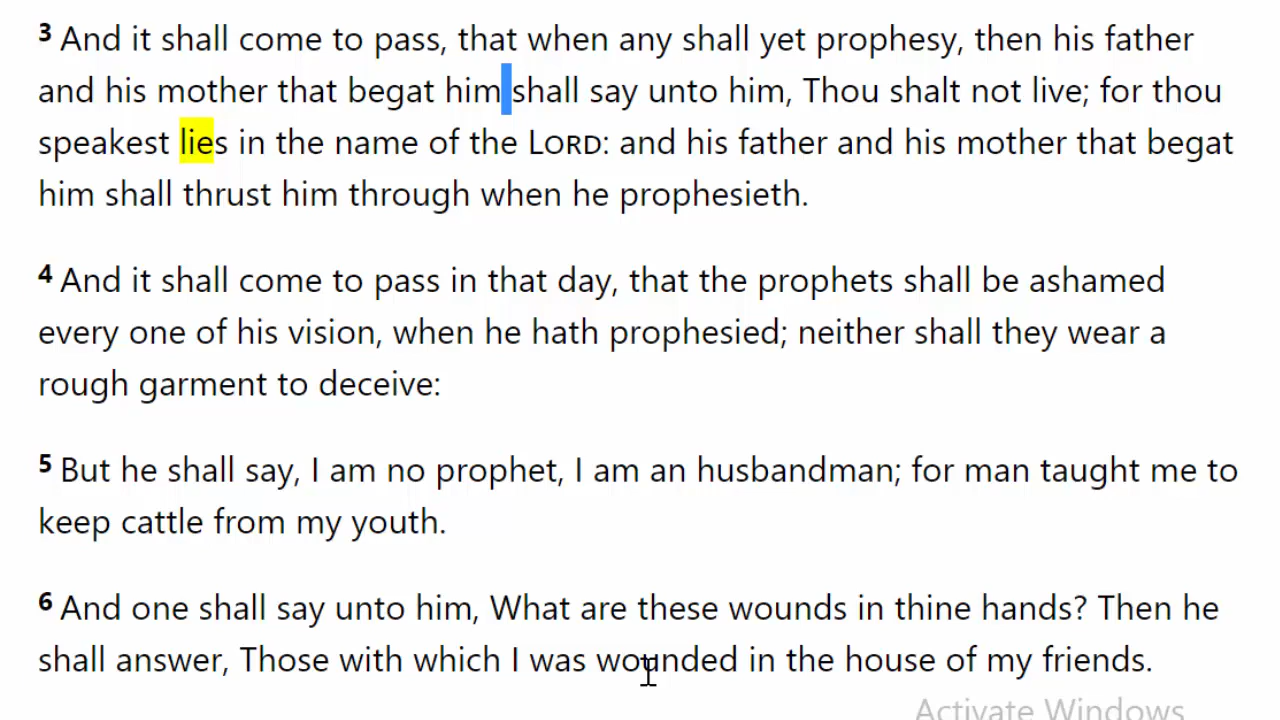 3 And it shall come to pass, that when any shall yet prophesy, then his father
and his mother that begat him shall say unto him, Thou shalt not live; for thou
speakest lies in the name of the LORD: and his father and his mother that begat
him shall thrust him through when he prophesieth.
4 And it shall come to pass in that day, that the prophets shall be ashamed
every one of his vision, when he hath prophesied; neither shall they wear a
rough garment to deceive:
5 But he shall say, I am no prophet, I am an husbandman; for man taught me to
keep cattle from my youth.
6 And one shall say unto him, What are these wounds in thine hands? Then he
shall answer, Those with which I was wounded in the house of my friends.
Activate Windows